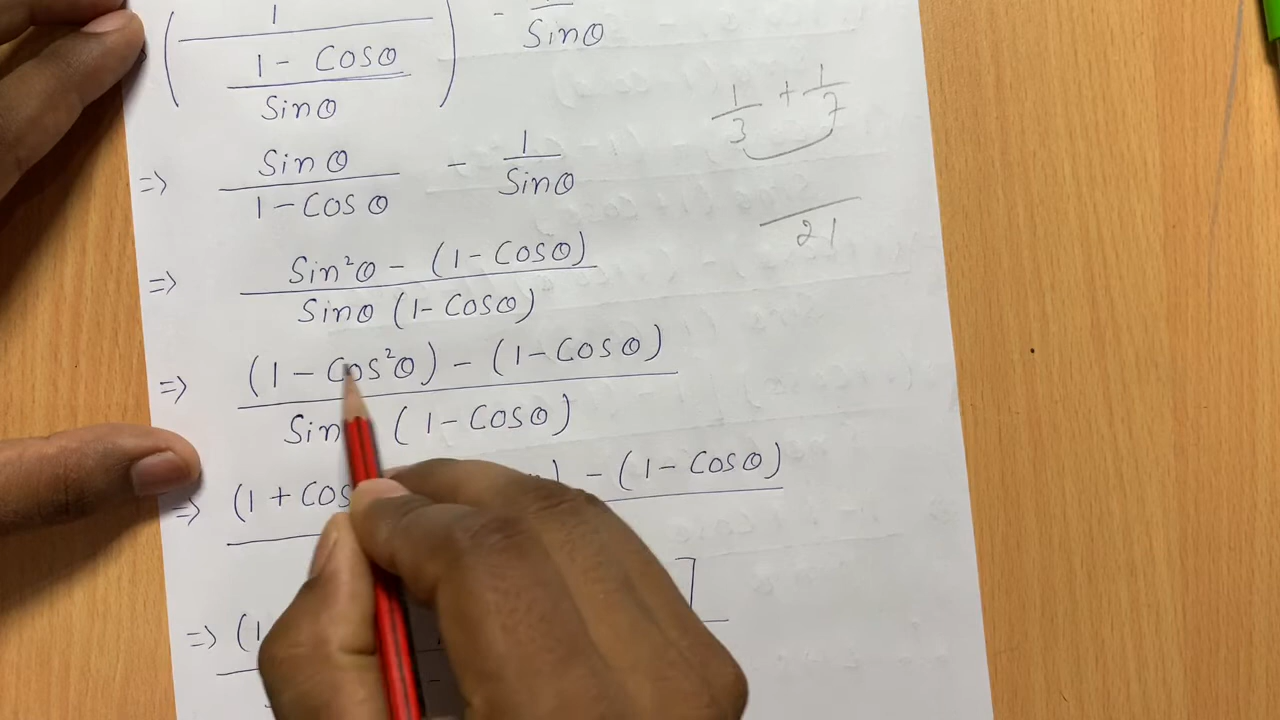 ( 1 / ((1 - Cosθ) / Sinθ) ) - / Sinθ
1/3 + 1/7
=> Sinθ / (1 - Cosθ) - 1 / Sinθ
/ 21
=> Sin²θ - (1 - Cosθ) / Sinθ (1 - Cosθ)
=> (1 - Cos²θ) - (1 - Cosθ) / Sin (1 - Cosθ)
=> (1 + Cos ) - (1 - Cosθ)
=> (1 ]